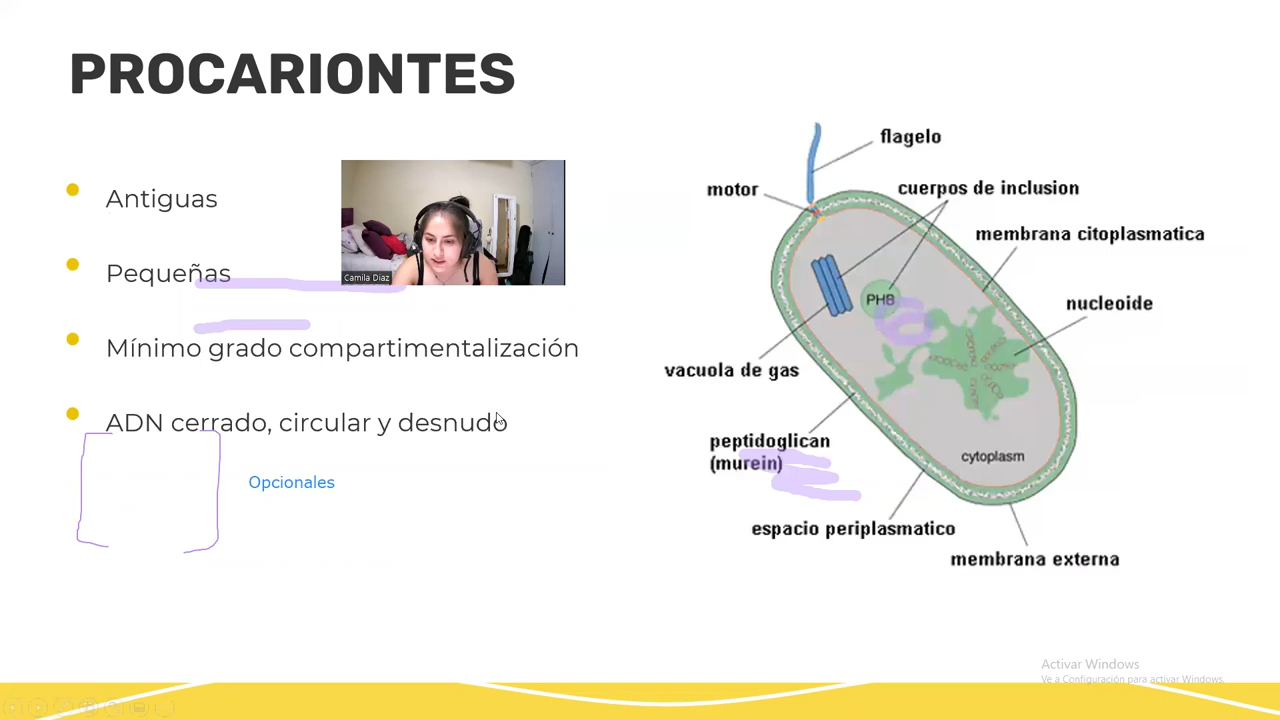 PROCARIONTES
Antiguas
Pequeñas
Mínimo grado compartimentalización
ADN cerrado, circular y desnudo
Opcionales
Camila Diaz
flagelo
motor
cuerpos de inclusion
membrana citoplasmatica
PHB
nucleoide
vacuola de gas
peptidoglican
(murein)
cytoplasm
espacio periplasmatico
membrana externa
Activar Windows
Ve a Configuración para activar Windows.